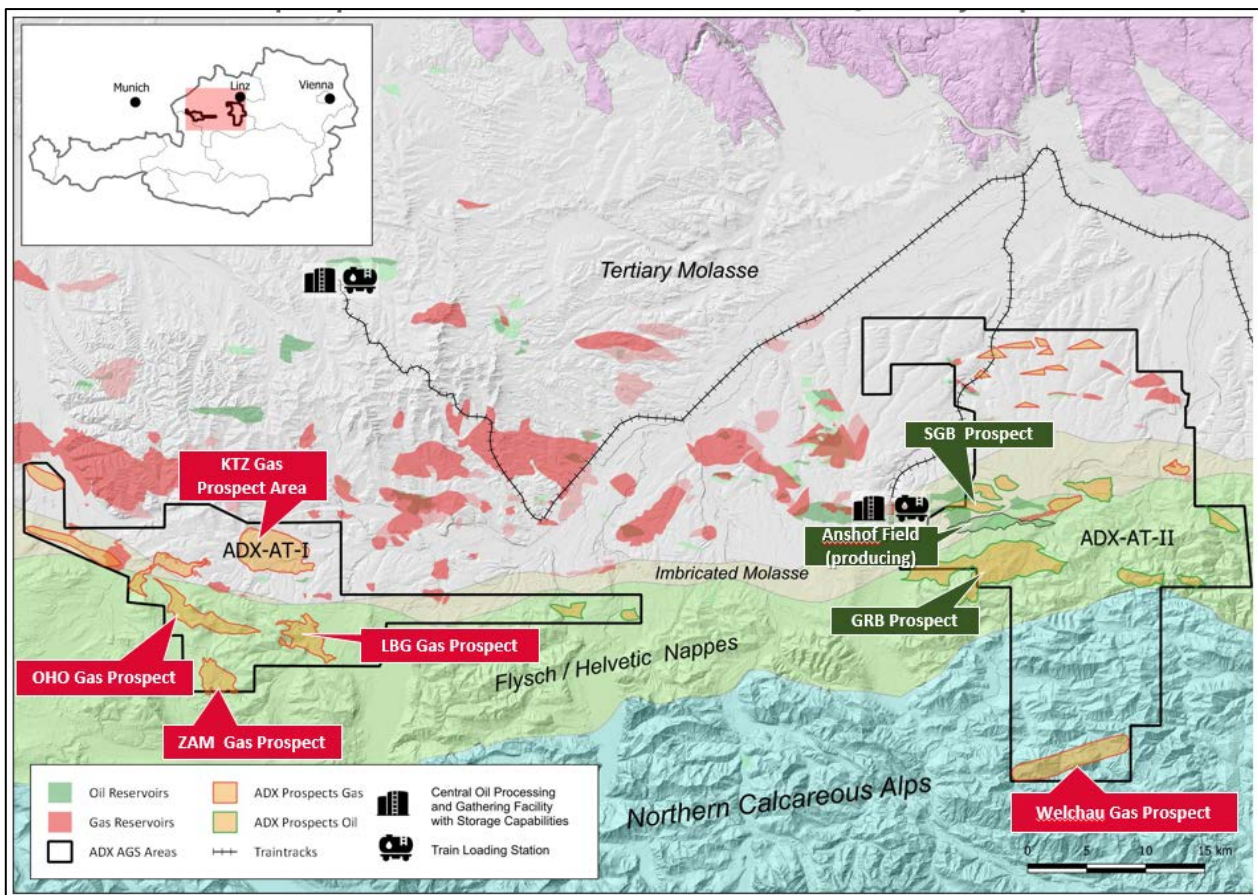 Munich
Linz
Vienna
Tertiary Molasse
SGB Prospect
KTZ Gas
Prospect Area
ADX-AT-I
Anshof Field
(producing)
ADX-AT-II
Imbricated Molasse
GRB Prospect
LBG Gas Prospect
OHO Gas Prospect
Flysch / Helvetic Nappes
ZAM Gas Prospect
Northern Calcareous Alps
Welchau Gas Prospect
Oil Reservoirs
Gas Reservoirs
ADX AGS Areas
ADX Prospects Gas
ADX Prospects Oil
Traintracks
Central Oil Processing
and Gathering Facility
with Storage Capabilities
Train Loading Station
0 5 10 15 km